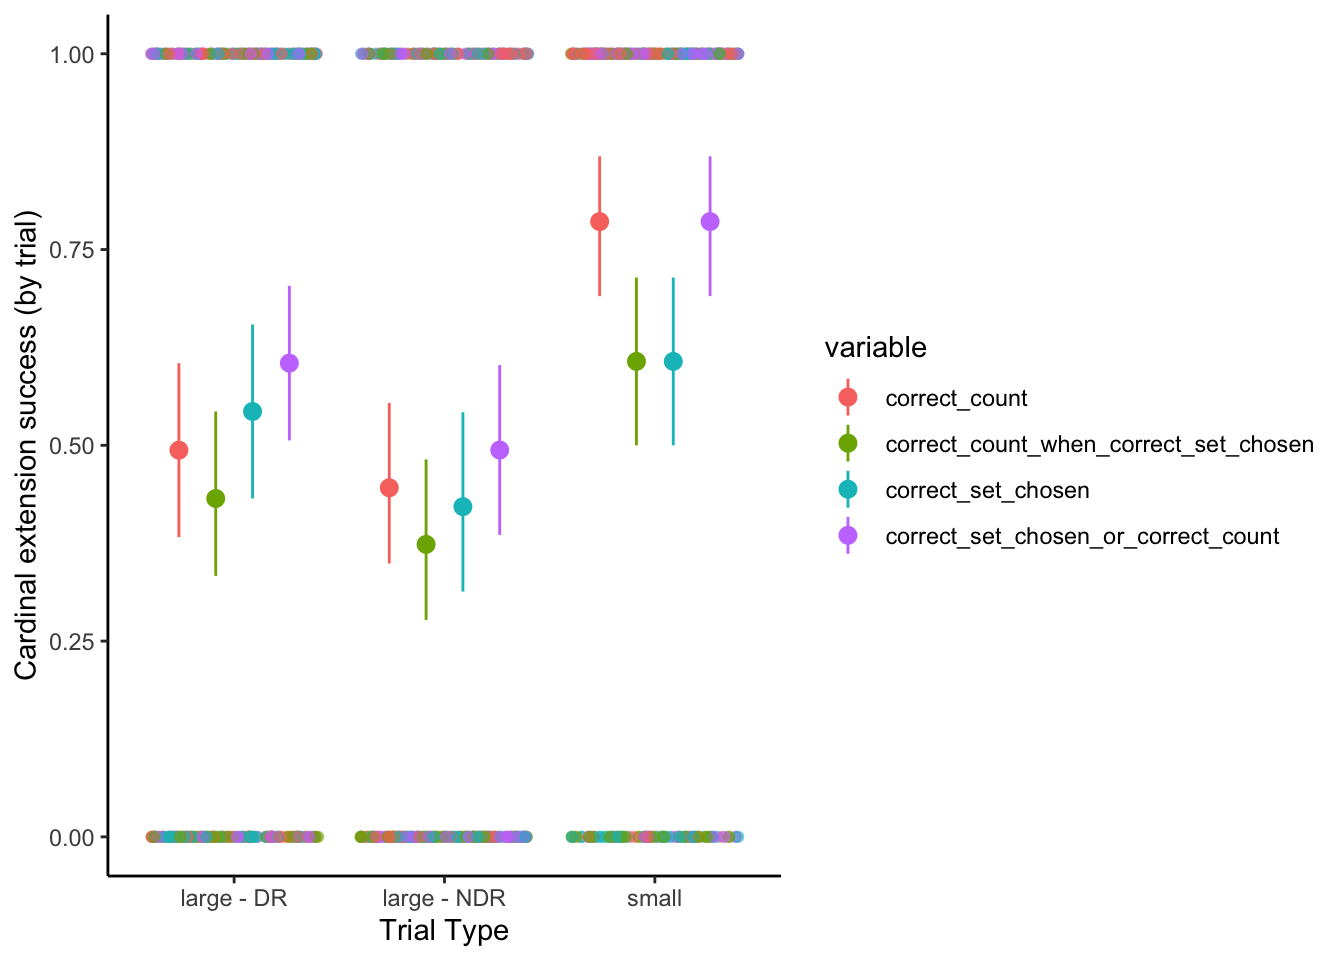 Cardinal extension success (by trial)
1.00
0.75
0.50
0.25
0.00
large - DR
large - NDR
small
Trial Type
variable
correct_count
correct_count_when_correct_set_chosen
correct_set_chosen
correct_set_chosen_or_correct_count